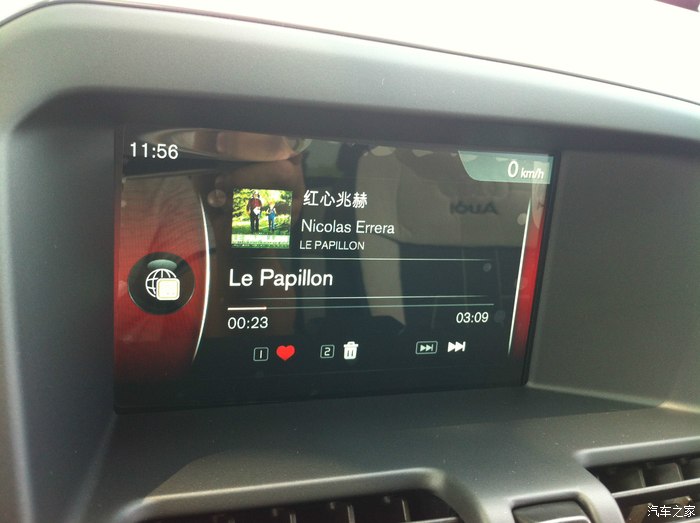 11:56
0 km/h
红心兆赫
Nicolas Errera
LE PAPILLON
Le Papillon
00:23
03:09
1
2
Audi
汽车之家